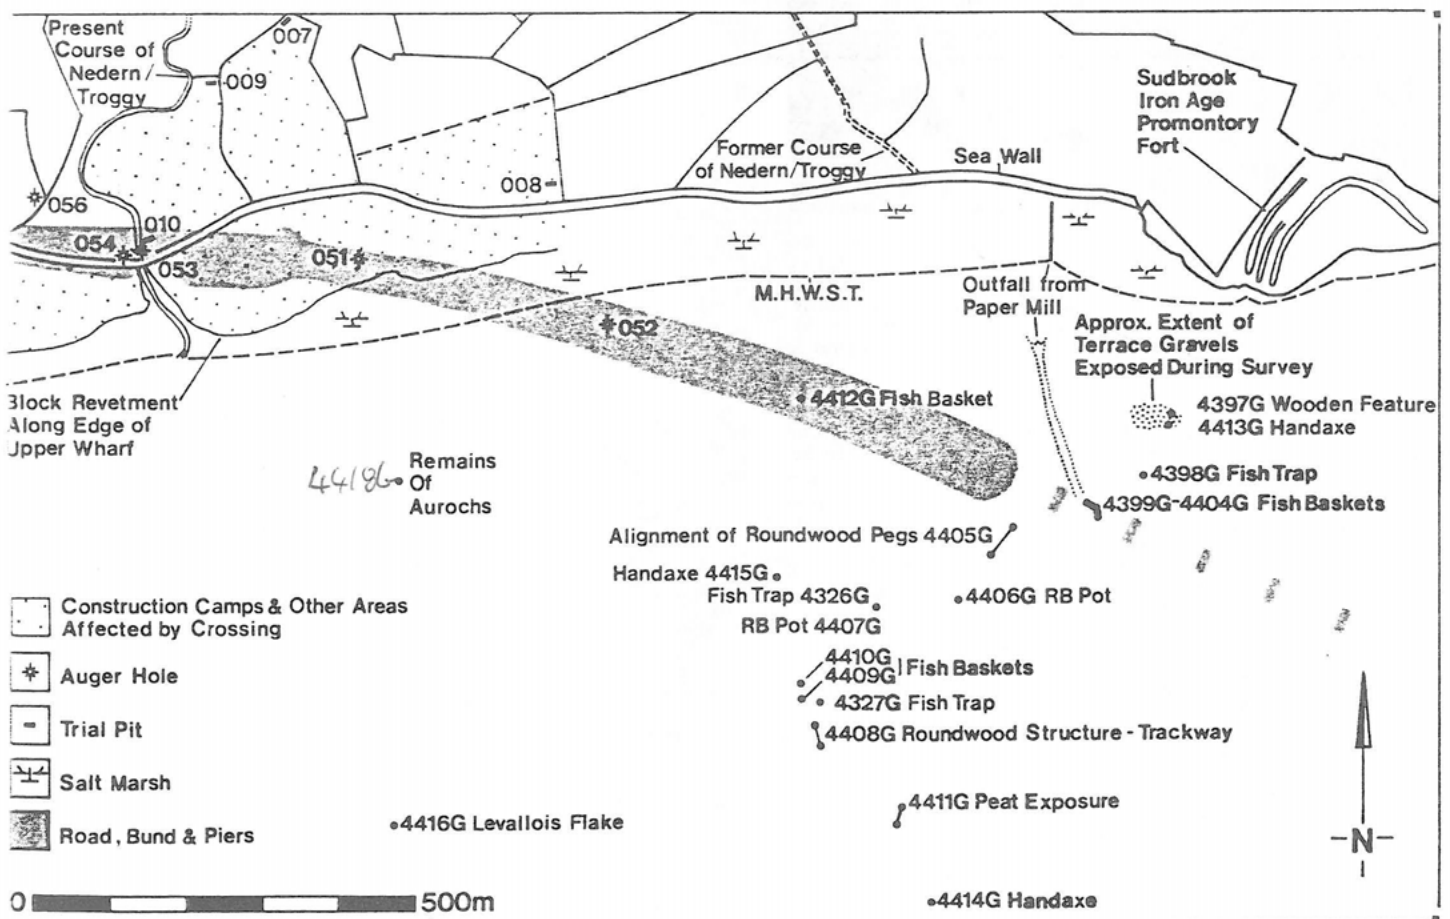 Present
Course of
Nedern/
Troggy
007
009
008
056
010
054
053
051
052
Former Course
of Nedern/Troggy
Sea Wall
Sudbrook
Iron Age
Promontory
Fort
M.H.W.S.T.
Outfall from
Paper Mill
Approx. Extent of
Terrace Gravels
Exposed During Survey
Block Revetment
Along Edge of
Upper Wharf
4412G Fish Basket
4397G Wooden Feature
4413G Handaxe
4418G
Remains
Of
Aurochs
4398G Fish Trap
4399G-4404G Fish Baskets
Alignment of Roundwood Pegs 4405G
Handaxe 4415G
Fish Trap 4326G
4406G RB Pot
RB Pot 4407G
4410G
4409G
Fish Baskets
4327G Fish Trap
4408G Roundwood Structure - Trackway
4411G Peat Exposure
4416G Levallois Flake
4414G Handaxe
Construction Camps & Other Areas
Affected by Crossing
Auger Hole
Trial Pit
Salt Marsh
Road, Bund & Piers
0 500m
-N-